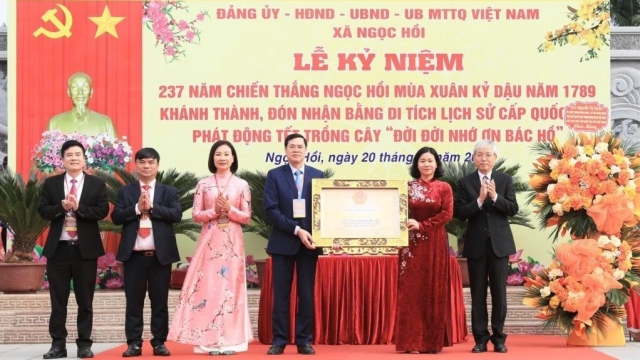 ĐẢNG ỦY - HĐND - UBND - UB MTTQ VIỆT NAM
XÃ NGỌC HỒI
LỄ KỶ NIỆM
237 NĂM CHIẾN THẮNG NGỌC HỒI MÙA XUÂN KỶ DẬU NĂM 1789
KHÁNH THÀNH, ĐÓN NHẬN BẰNG DI TÍCH LỊCH SỬ CẤP QUỐC
PHÁT ĐỘNG TẾT TRỒNG CÂY "ĐỜI ĐỜI NHỚ ƠN BÁC HỒ"
Ngọc Hồi, ngày 20 tháng